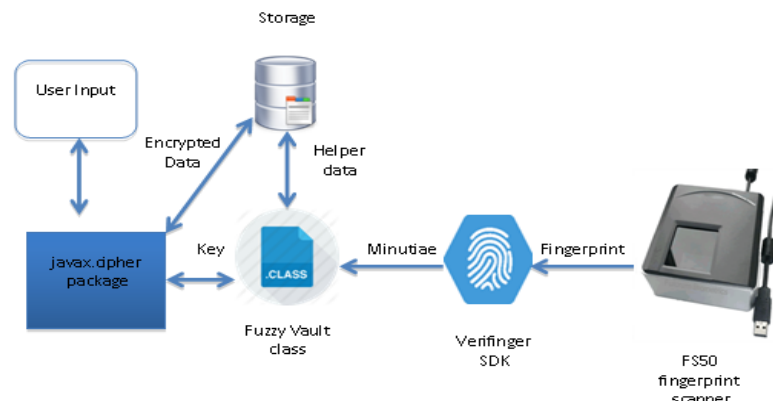 Storage
User Input
Encrypted
Data
Helper
data
javax.cipher
package
Key
.CLASS
Minutiae
Fingerprint
Fuzzy Vault
class
Verifinger
SDK
FS50
fingerprint
scanner